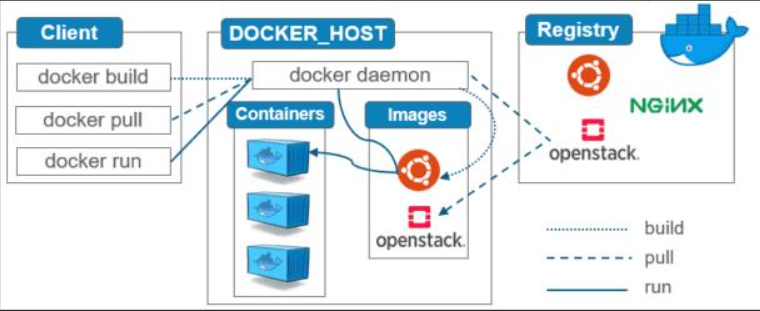 Client
docker build
docker pull
docker run
DOCKER_HOST
docker daemon
Containers
Images
openstack.
Registry
NGINX
openstack.
build
pull
run